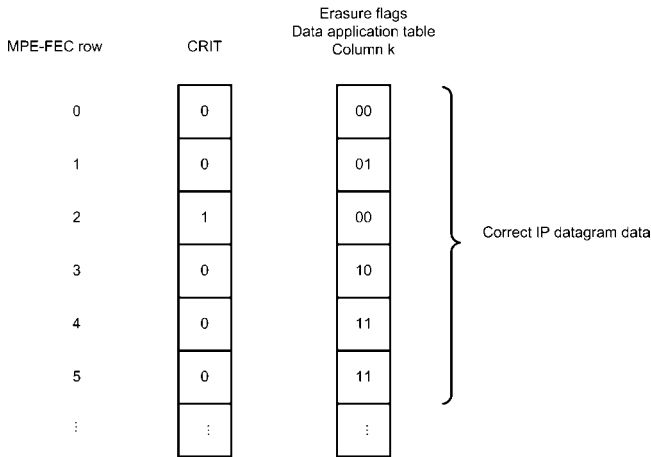 Erasure flags
Data application table
MPE-FEC row CRIT Column k
0 0 00
1 0 01
2 1 00
Correct IP datagram data
3 0 10
4 0 11
5 0 11
⋮ ⋮ ⋮